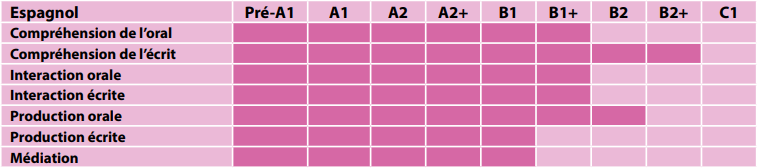 Espagnol Pré-A1 A1 A2 A2+ B1 B1+ B2 B2+ C1
Compréhension de l’oral
Compréhension de l’écrit
Interaction orale
Interaction écrite
Production orale
Production écrite
Médiation